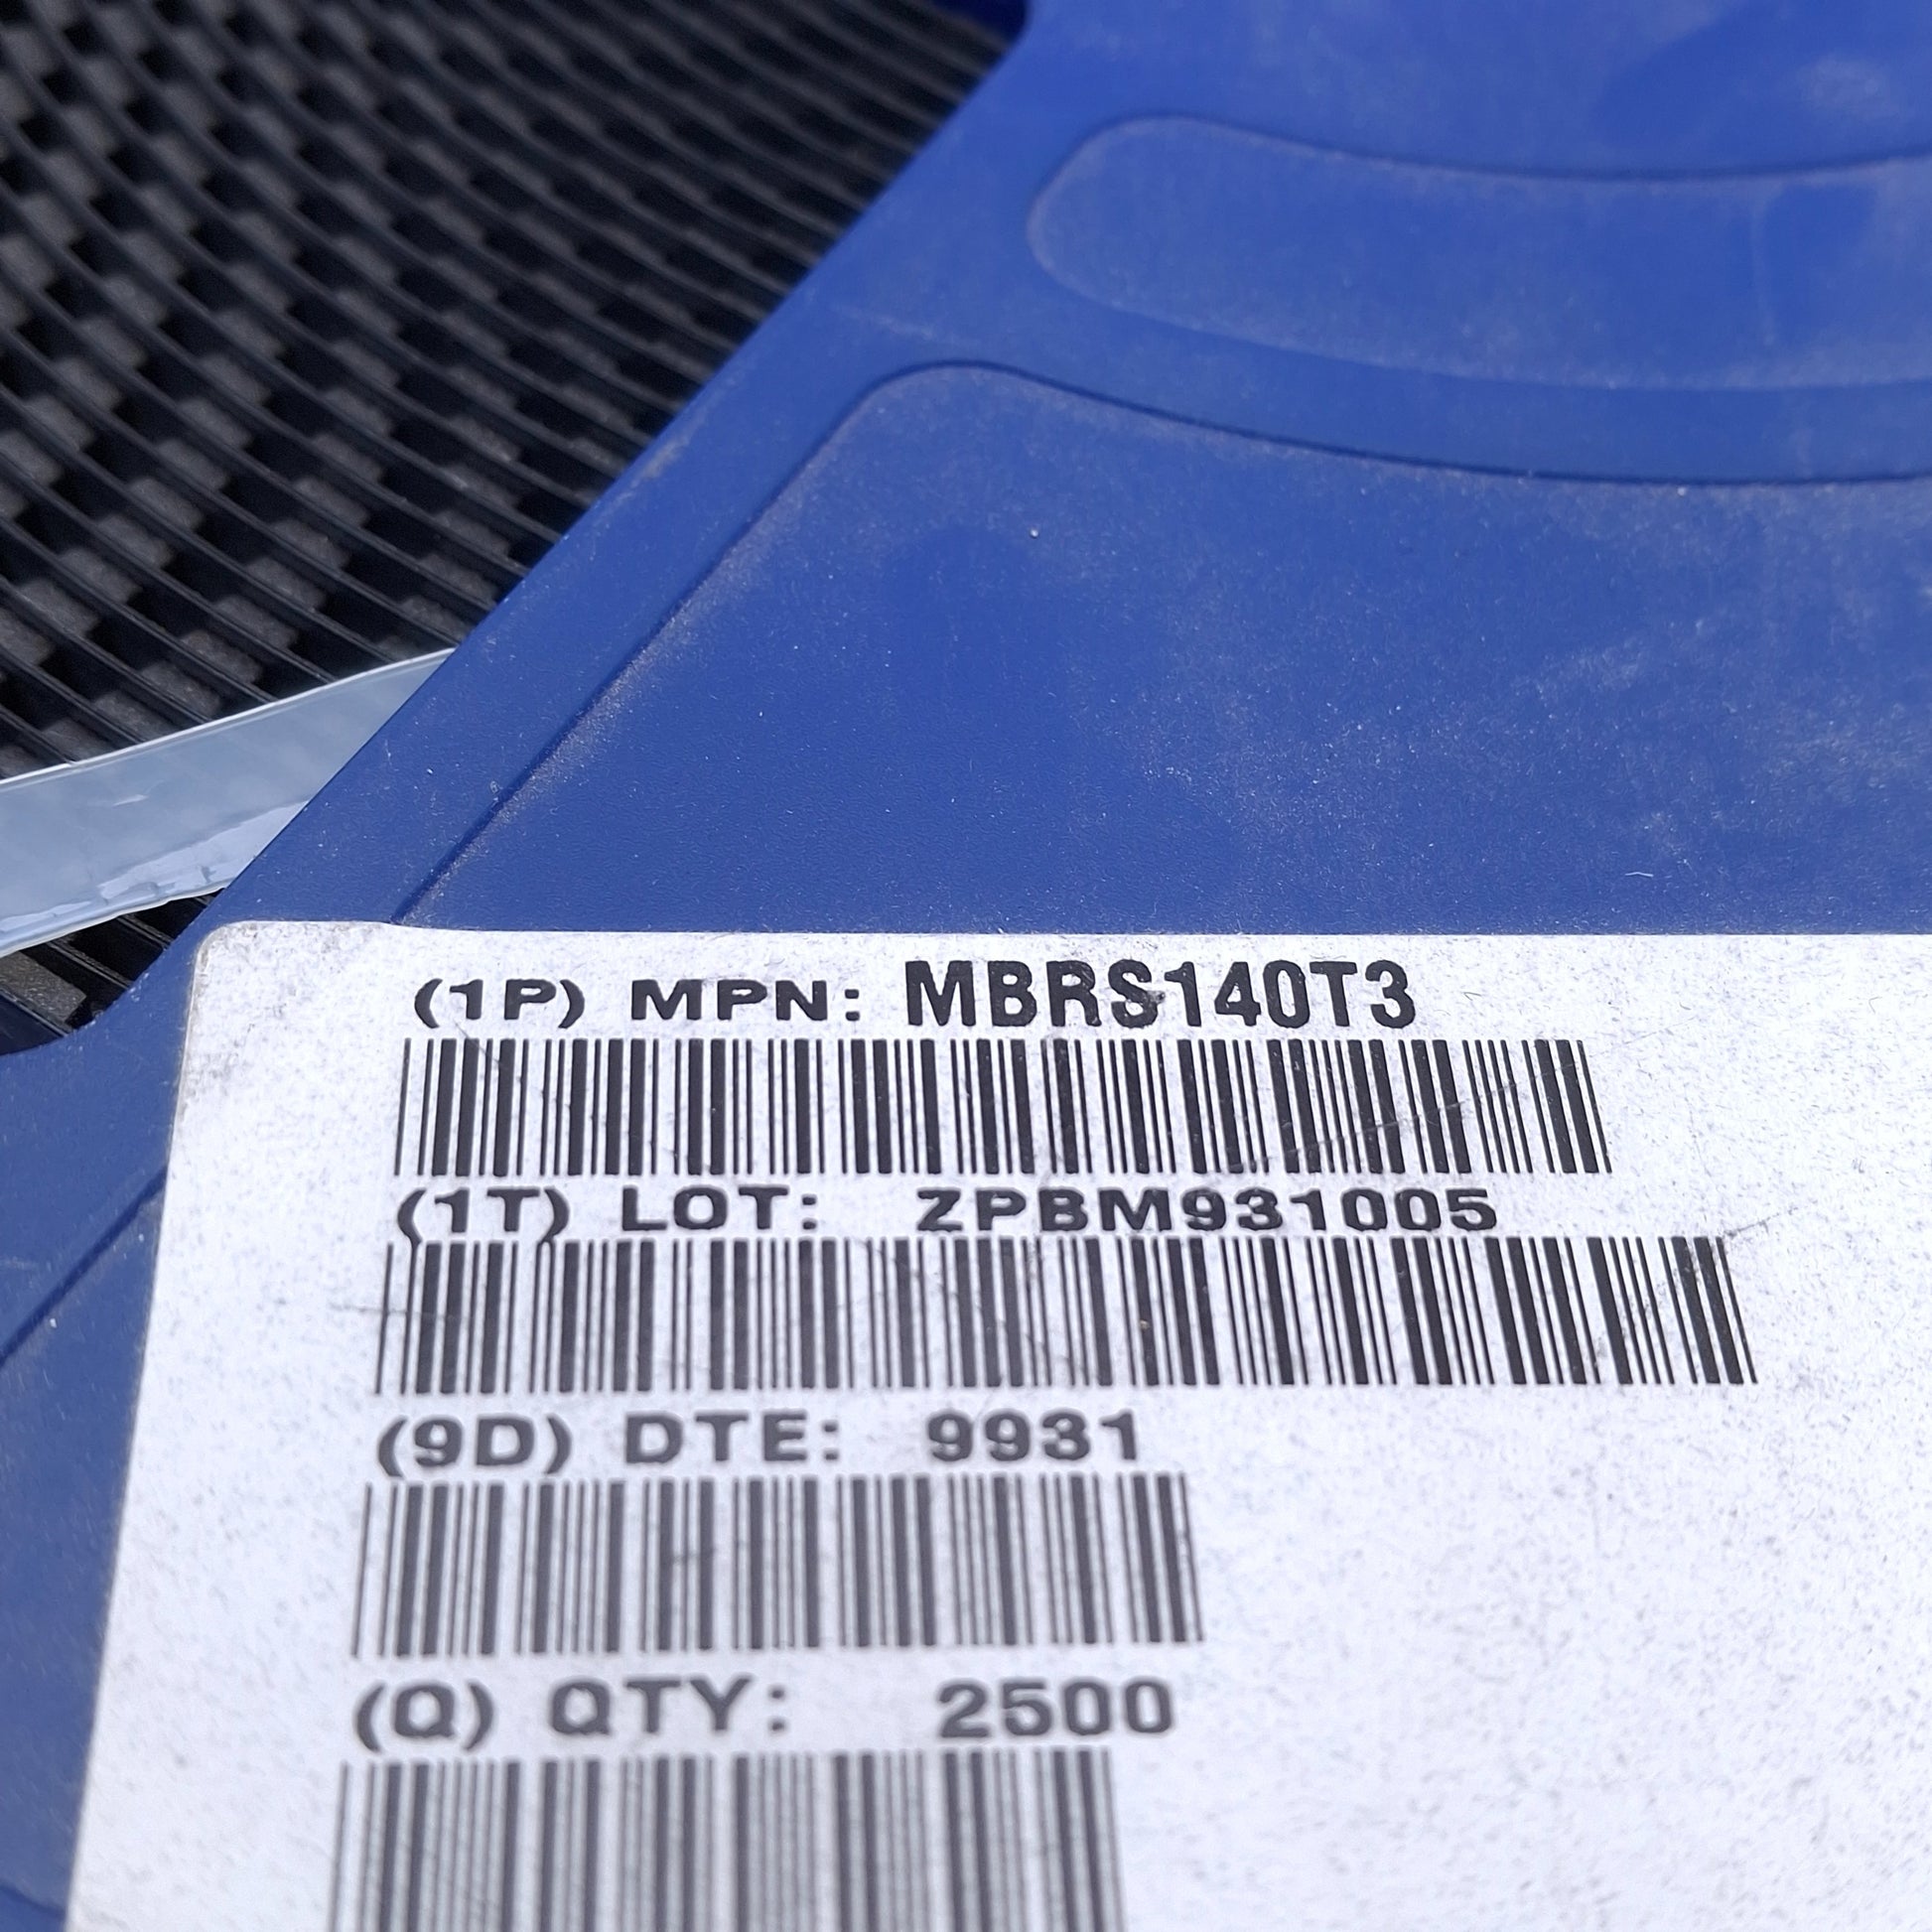 (1P) MPN: MBRS140T3
(1T) LOT: ZPBM931005
(9D) DTE: 9931
(Q) QTY: 2500